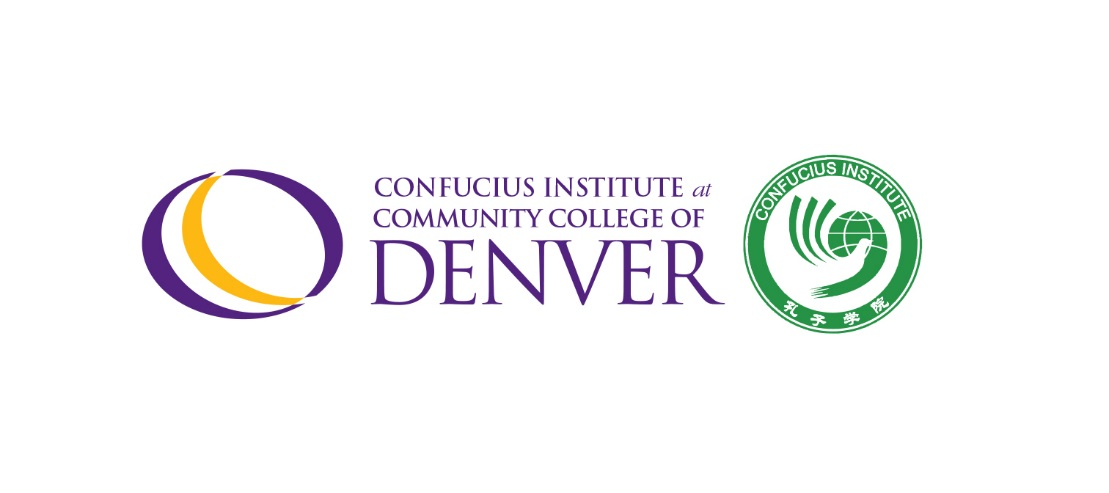 CONFUCIUS INSTITUTE at
COMMUNITY COLLEGE OF
DENVER
CONFUCIUS INSTITUTE
孔子学院